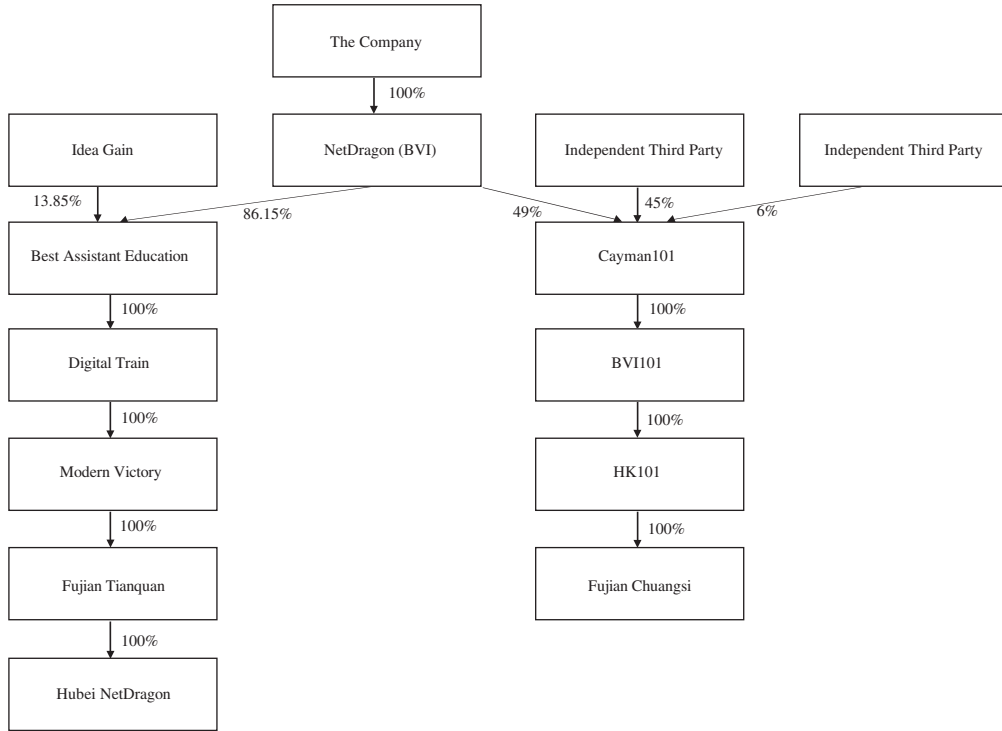 The Company
100%
Idea Gain
NetDragon (BVI)
Independent Third Party
Independent Third Party
13.85%
86.15%
49%
45%
6%
Best Assistant Education
Cayman101
100%
100%
Digital Train
BVI101
100%
100%
Modern Victory
HK101
100%
100%
Fujian Tianquan
Fujian Chuangsi
100%
Hubei NetDragon